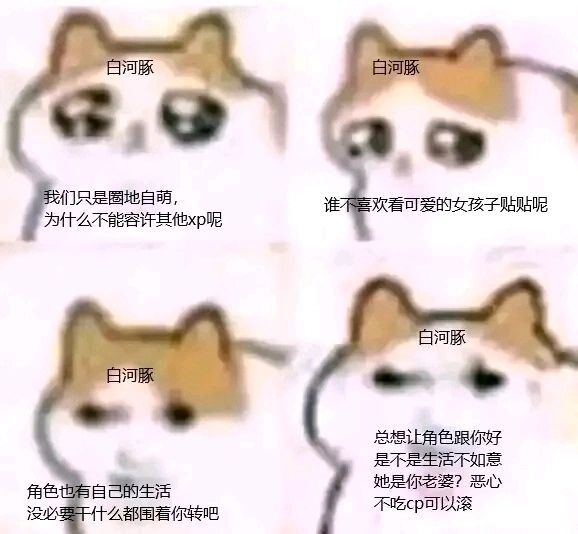 白河豚
我们只是圈地自萌，
为什么不能容许其他xp呢
白河豚
谁不喜欢看可爱的女孩子贴贴呢
白河豚
角色也有自己的生活
没必要干什么都围着你转吧
白河豚
总想让角色跟你好
是不是生活不如意
她是你老婆？恶心
不吃cp可以滚